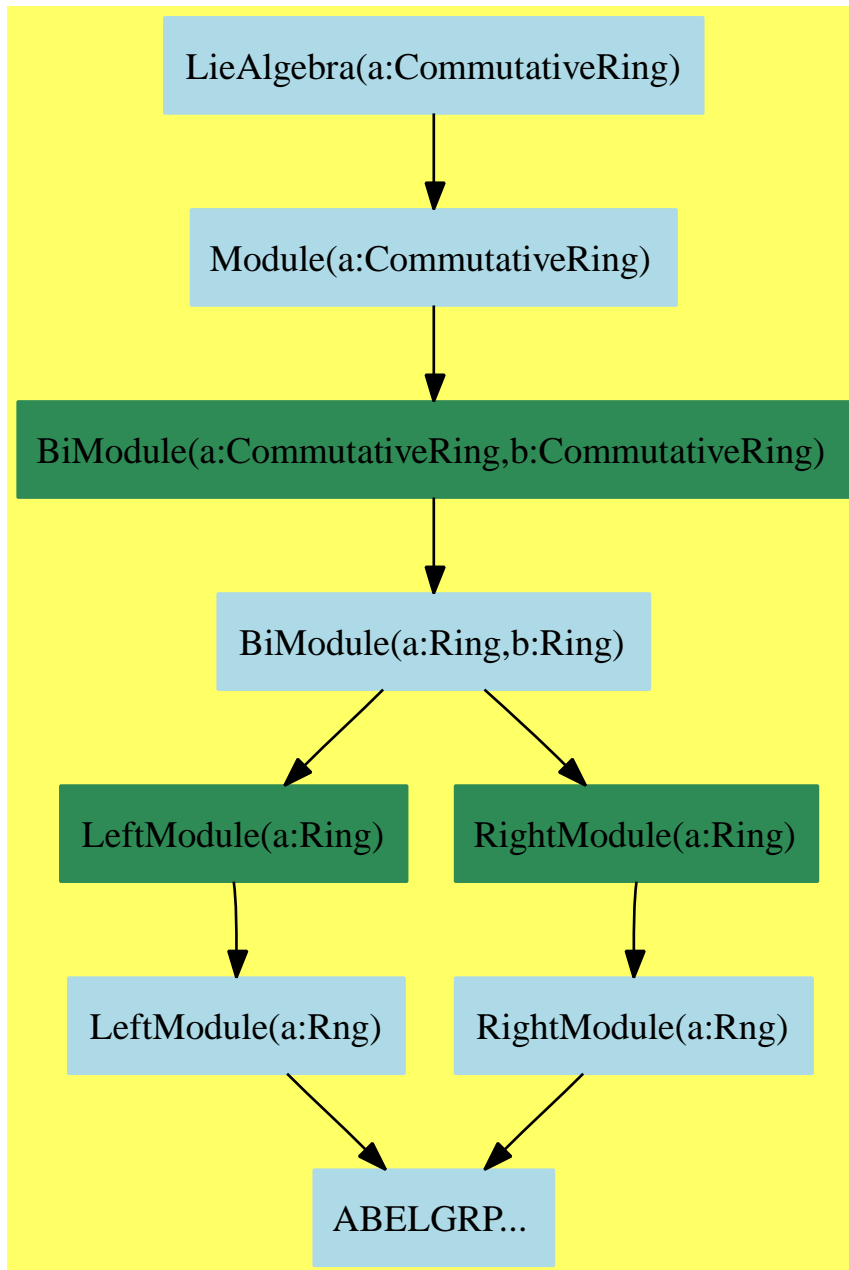 LieAlgebra(a:CommutativeRing)
Module(a:CommutativeRing)
BiModule(a:CommutativeRing,b:CommutativeRing)
BiModule(a:Ring,b:Ring)
LeftModule(a:Ring)
RightModule(a:Ring)
LeftModule(a:Rng)
RightModule(a:Rng)
ABELGRP...